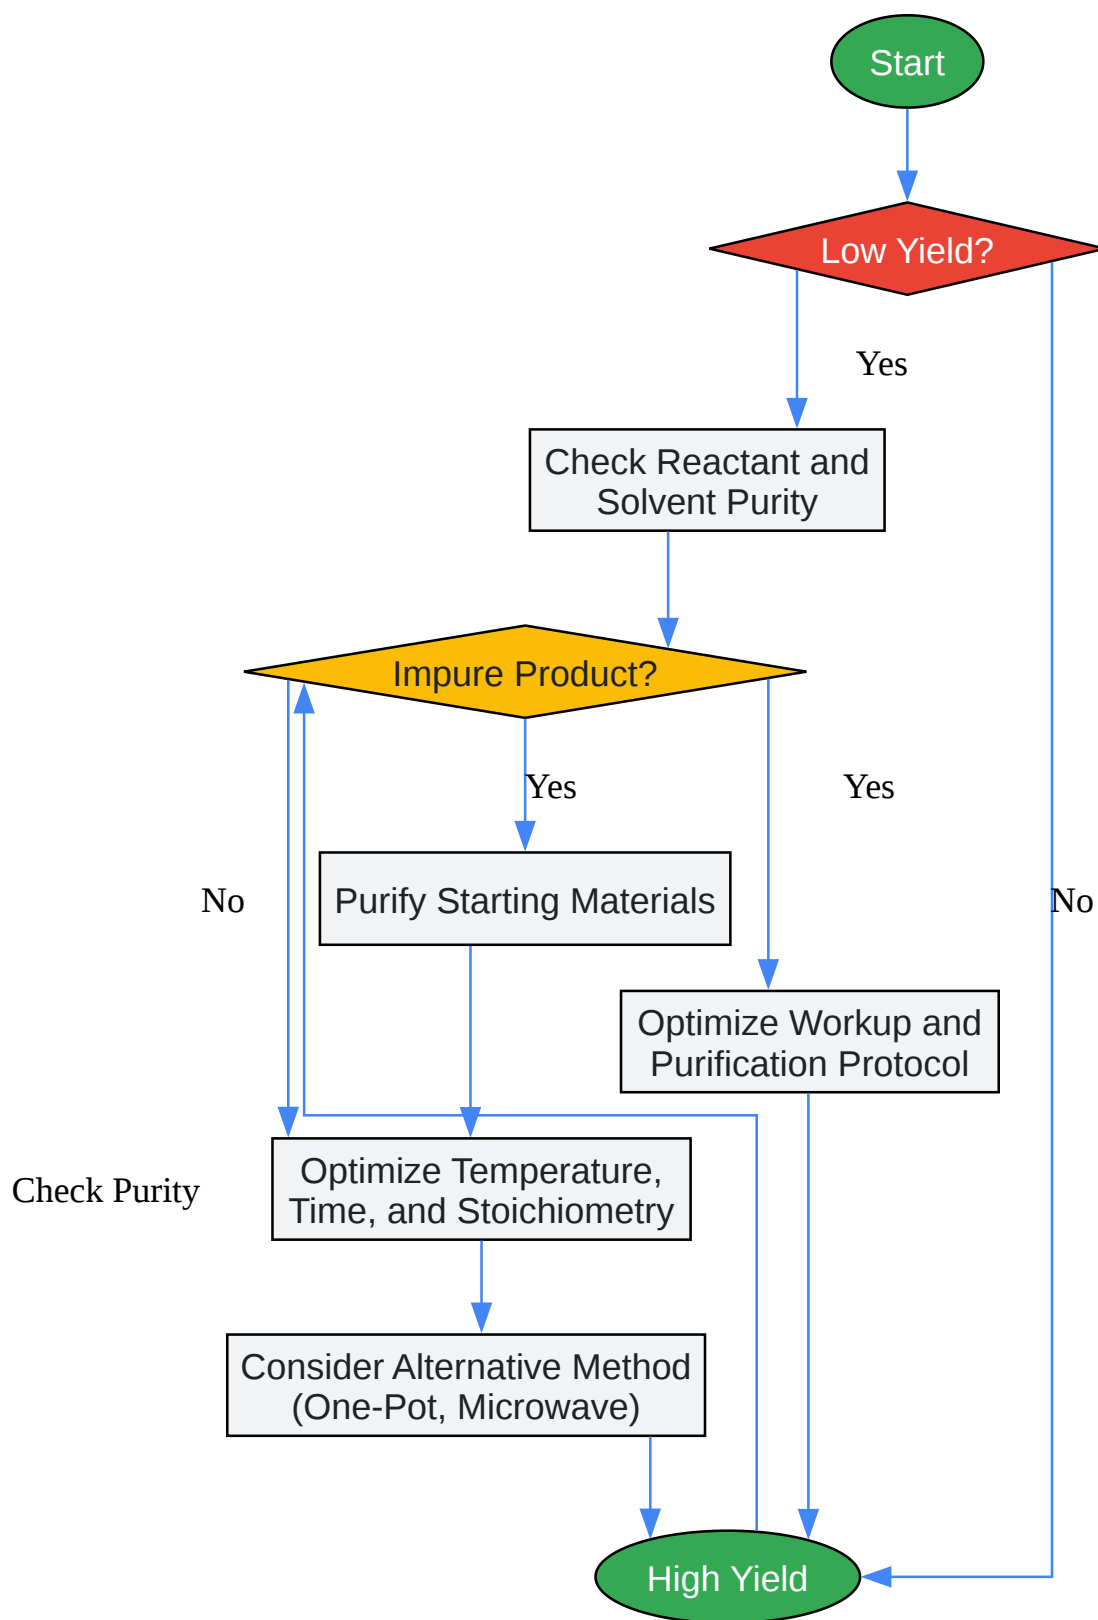 Start
Low Yield?
Yes
Check Reactant and
Solvent Purity
Impure Product?
Yes
Yes
No
Purify Starting Materials
No
Optimize Workup and
Purification Protocol
Check Purity
Optimize Temperature,
Time, and Stoichiometry
Consider Alternative Method
(One-Pot, Microwave)
High Yield